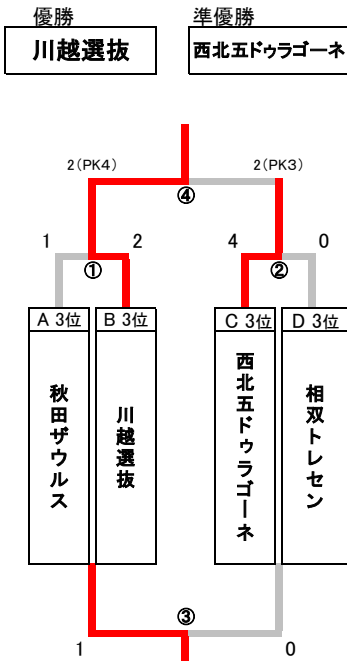 優勝
準優勝
川越選抜
西北五ドゥラゴーネ
2(PK4)
2(PK3)
④
1
2
4
0
①
②
A 3位
B 3位
C 3位
D 3位
秋田ザウルス
川越選抜
西北五ドゥラゴーネ
相双トレセン
③
1
0